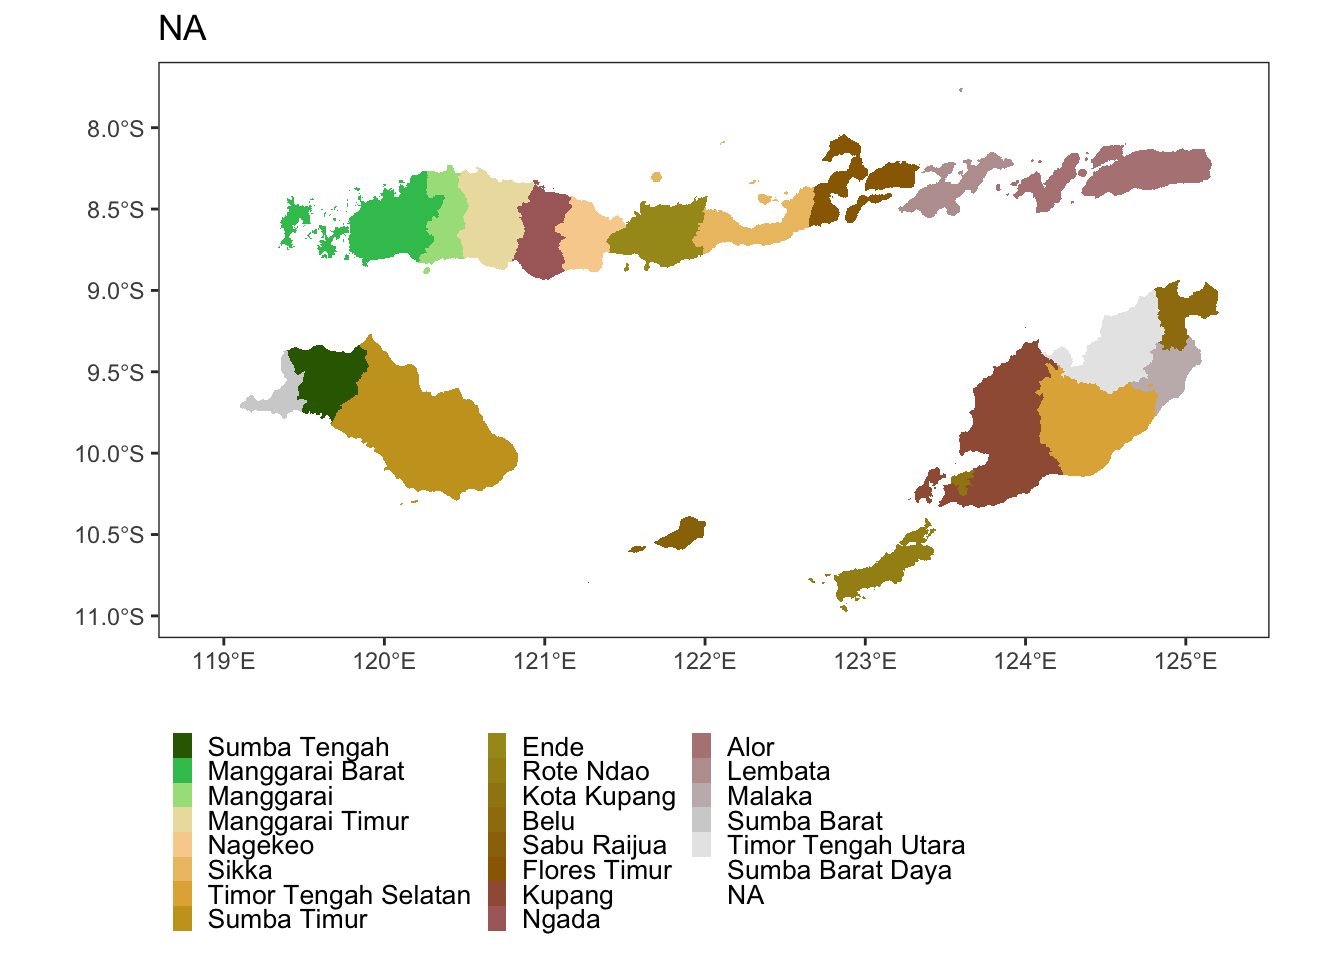 NA
8.0°S
8.5°S
9.0°S
9.5°S
10.0°S
10.5°S
11.0°S
119°E 120°E 121°E 122°E 123°E 124°E 125°E
Sumba Tengah
Manggarai Barat
Manggarai
Manggarai Timur
Nagekeo
Sikka
Timor Tengah Selatan
Sumba Timur
Ende
Rote Ndao
Kota Kupang
Belu
Sabu Raijua
Flores Timur
Kupang
Ngada
Alor
Lembata
Malaka
Sumba Barat
Timor Tengah Utara
Sumba Barat Daya
NA